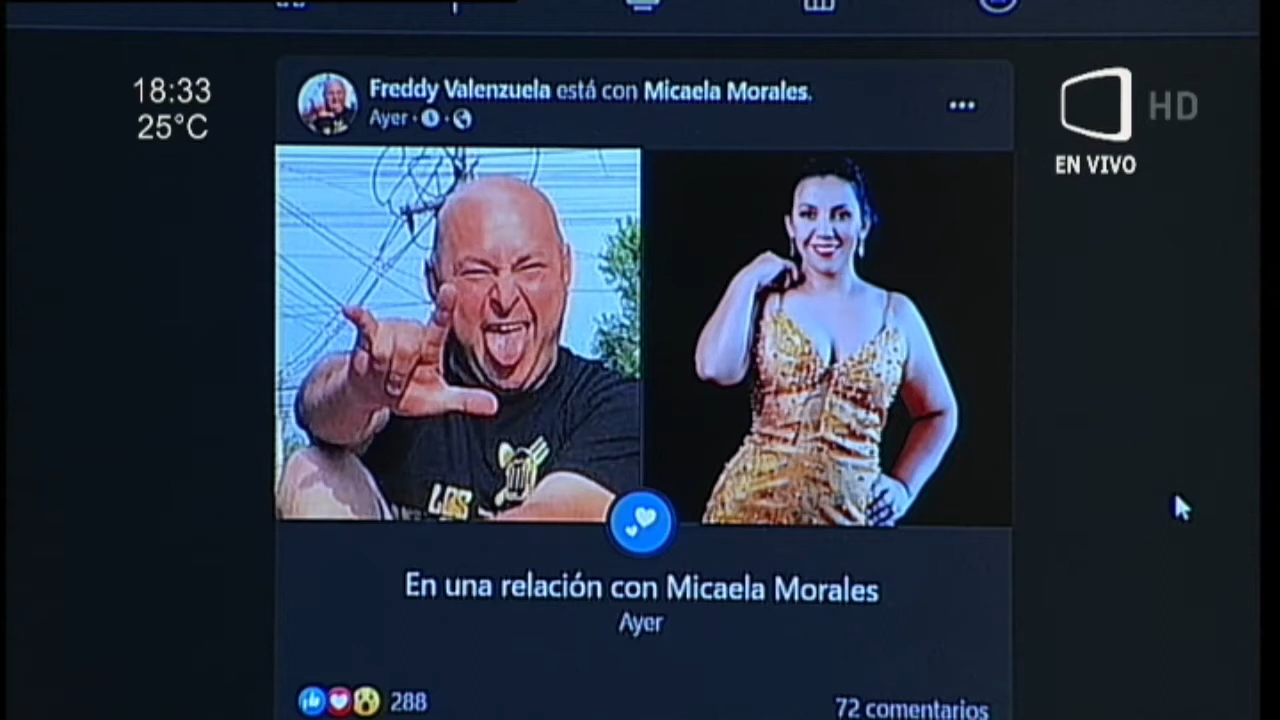 18:33
25°C
Freddy Valenzuela está con Micaela Morales.
Ayer
HD
EN VIVO
LOS
En una relación con Micaela Morales
Ayer
288
72 comentarios